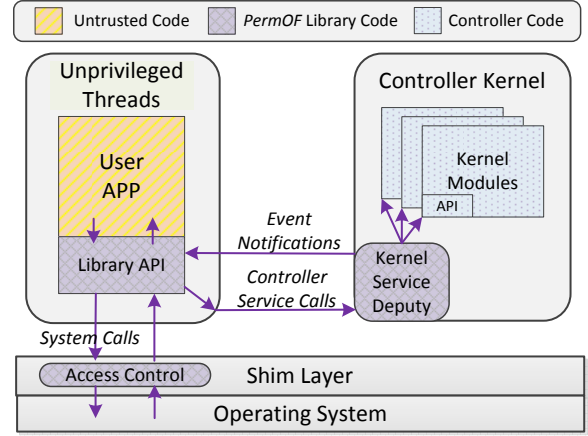 Untrusted Code
PermOF Library Code
Controller Code
Unprivileged
Threads
Controller Kernel
User
APP
Kernel
Modules
API
Event
Notifications
Library API
Kernel
Service
Deputy
Controller
Service Calls
System Calls
Access Control
Shim Layer
Operating System